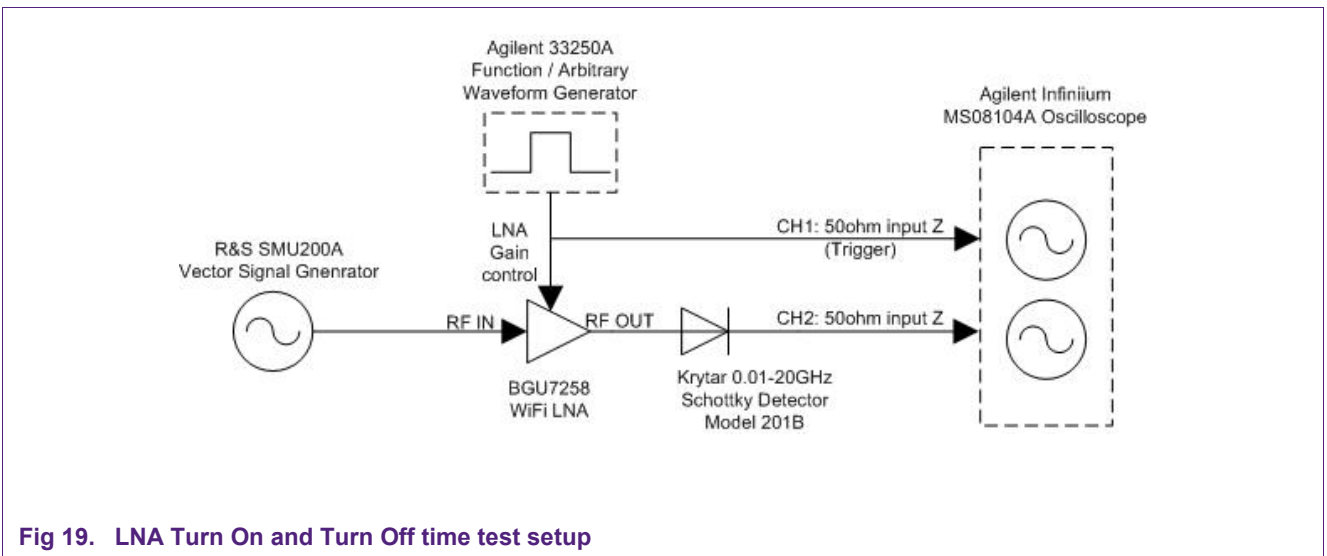 Agilent 33250A
Function / Arbitrary
Waveform Generator
Agilent Infiniium
MS08104A Oscilloscope
LNA
Gain
control
CH1: 50ohm input Z
(Trigger)
R&S SMU200A
Vector Signal Gnenrator
RF IN
RF OUT
CH2: 50ohm input Z
BGU7258
WiFi LNA
Krytar 0.01-20GHz
Schottky Detector
Model 201B
Fig 19. LNA Turn On and Turn Off time test setup